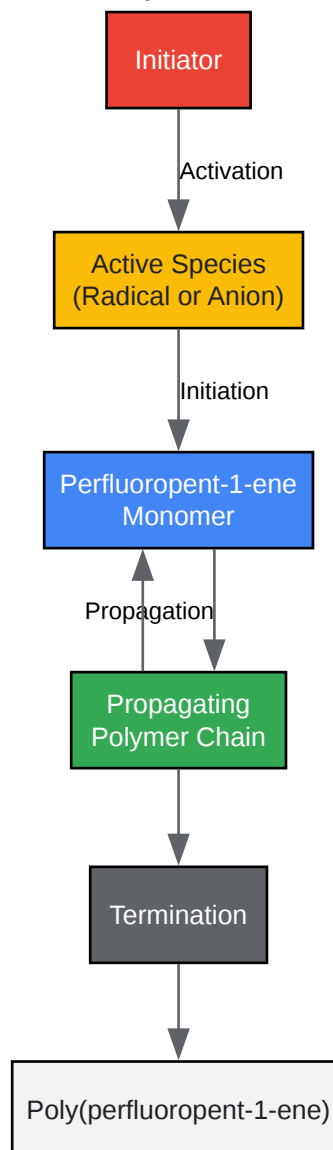 Initiator
Activation
Active Species
(Radical or Anion)
Initiation
Perfluoropent-1-ene
Monomer
Propagation
Propagating
Polymer Chain
Termination
Poly(perfluoropent-1-ene)